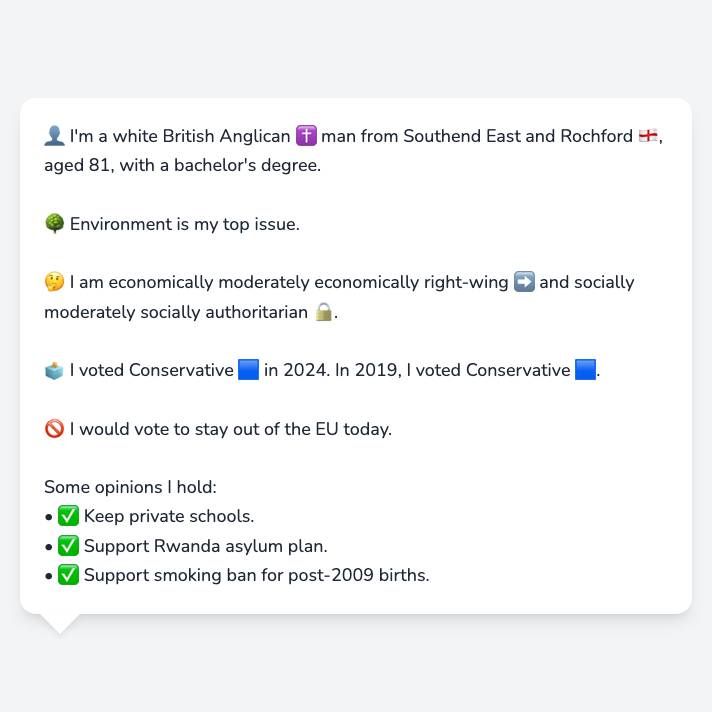 👤 I'm a white British Anglican ✝️ man from Southend East and Rochford 🏴󠁧󠁢󠁥󠁮󠁧󠁿,
aged 81, with a bachelor's degree.
🌳 Environment is my top issue.
🤔 I am economically moderately economically right-wing ➡️ and socially
moderately socially authoritarian 🔒.
🗳️ I voted Conservative 🟦 in 2024. In 2019, I voted Conservative 🟦.
🚫 I would vote to stay out of the EU today.
Some opinions I hold:
• ✅ Keep private schools.
• ✅ Support Rwanda asylum plan.
• ✅ Support smoking ban for post-2009 births.